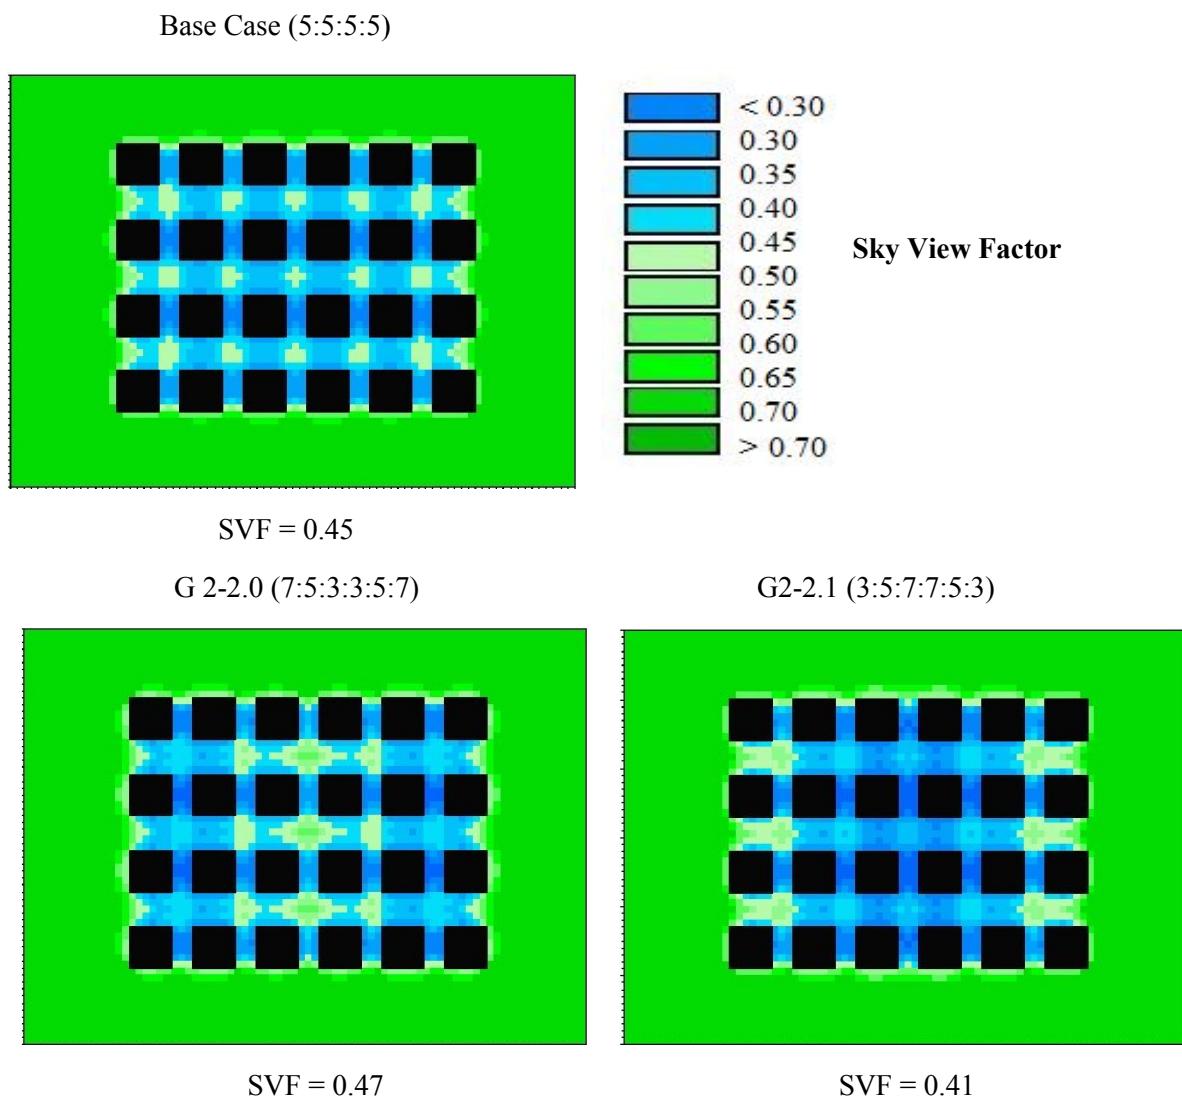 Base Case (5:5:5:5)
< 0.30
0.30
0.35
0.40
0.45
0.50
0.55
0.60
0.65
0.70
> 0.70
Sky View Factor
SVF = 0.45
G 2-2.0 (7:5:3:3:5:7)
G2-2.1 (3:5:7:7:5:3)
SVF = 0.47
SVF = 0.41